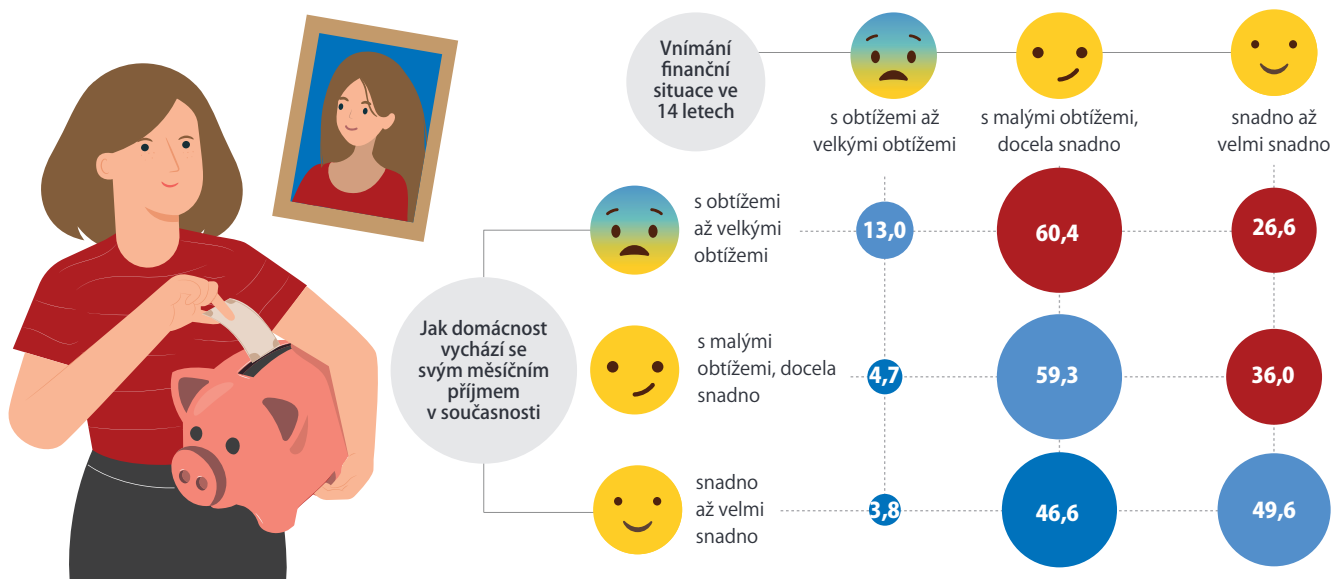 Vnímání
finanční
situace ve
14 letech
s obtížemi až
velkými obtížemi
s malými obtížemi,
docela snadno
snadno až
velmi snadno
Jak domácnost
vychází se
svým měsíčním
příjmem
v současnosti
s obtížemi
až velkými
obtížemi
13,0
60,4
26,6
s malými
obtížemi, docela
snadno
4,7
59,3
36,0
snadno
až velmi
snadno
3,8
46,6
49,6